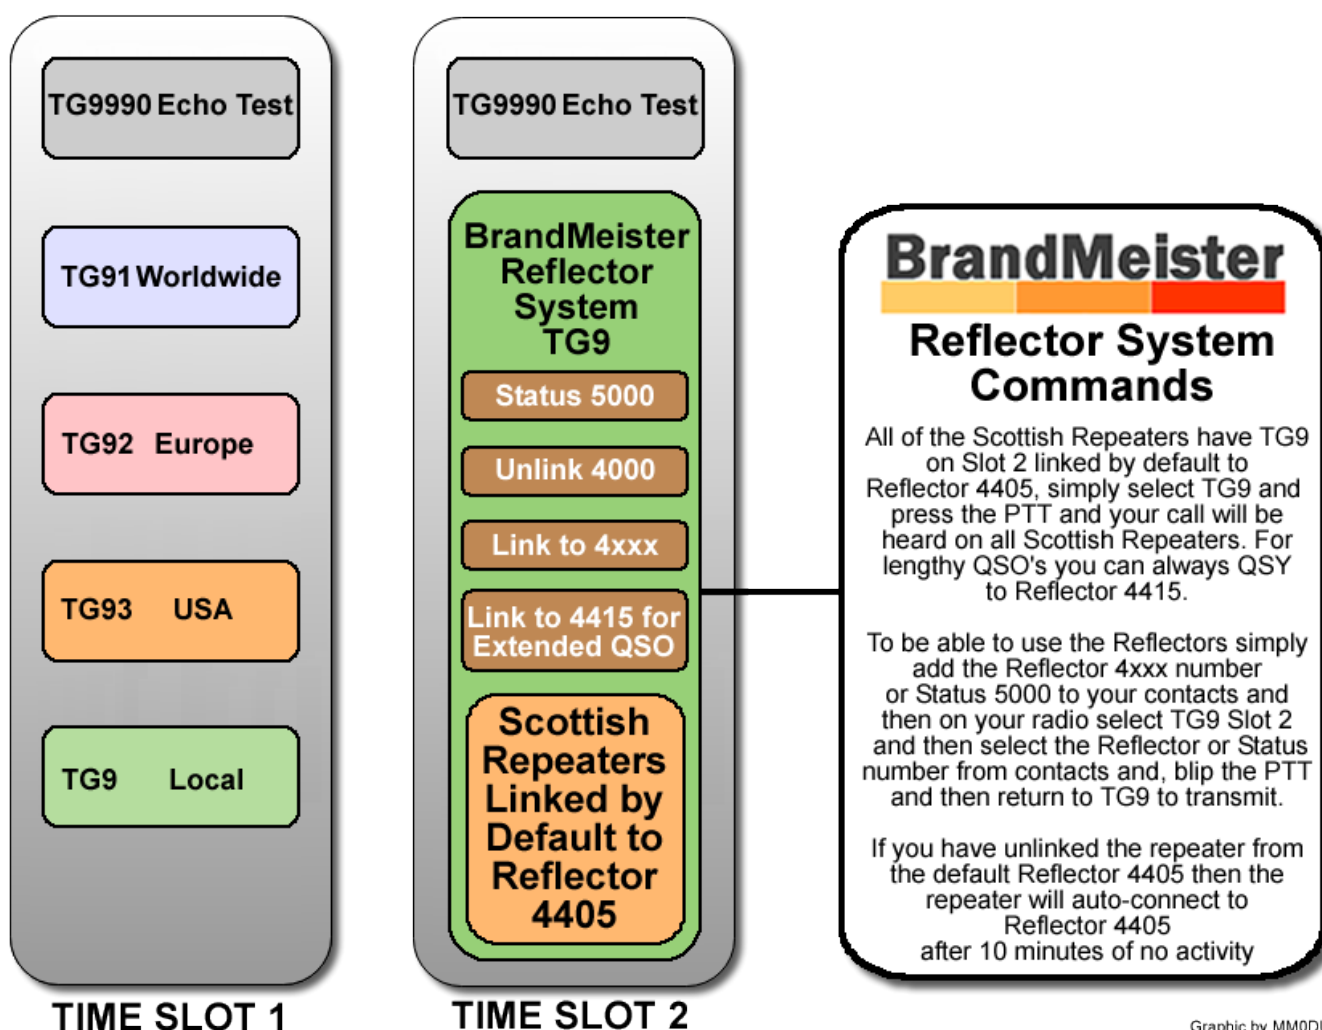 TG9990 Echo Test
TG91 Worldwide
TG92 Europe
TG93 USA
TG9 Local
TIME SLOT 1
TG9990 Echo Test
BrandMeister
Reflector
System
TG9
Status 5000
Unlink 4000
Link to 4xxx
Link to 4415 for
Extended QSO
Scottish
Repeaters
Linked by
Default to
Reflector
4405
TIME SLOT 2
BrandMeister
Reflector System
Commands
All of the Scottish Repeaters have TG9
on Slot 2 linked by default to
Reflector 4405, simply select TG9 and
press the PTT and your call will be
heard on all Scottish Repeaters. For
lengthy QSO's you can always QSY
to Reflector 4415.
To be able to use the Reflectors simply
add the Reflector 4xxx number
or Status 5000 to your contacts and
then on your radio select TG9 Slot 2
and then select the Reflector or Status
number from contacts and, blip the PTT
and then return to TG9 to transmit.
If you have unlinked the repeater from
the default Reflector 4405 then the
repeater will auto-connect to
Reflector 4405
after 10 minutes of no activity
Graphic by